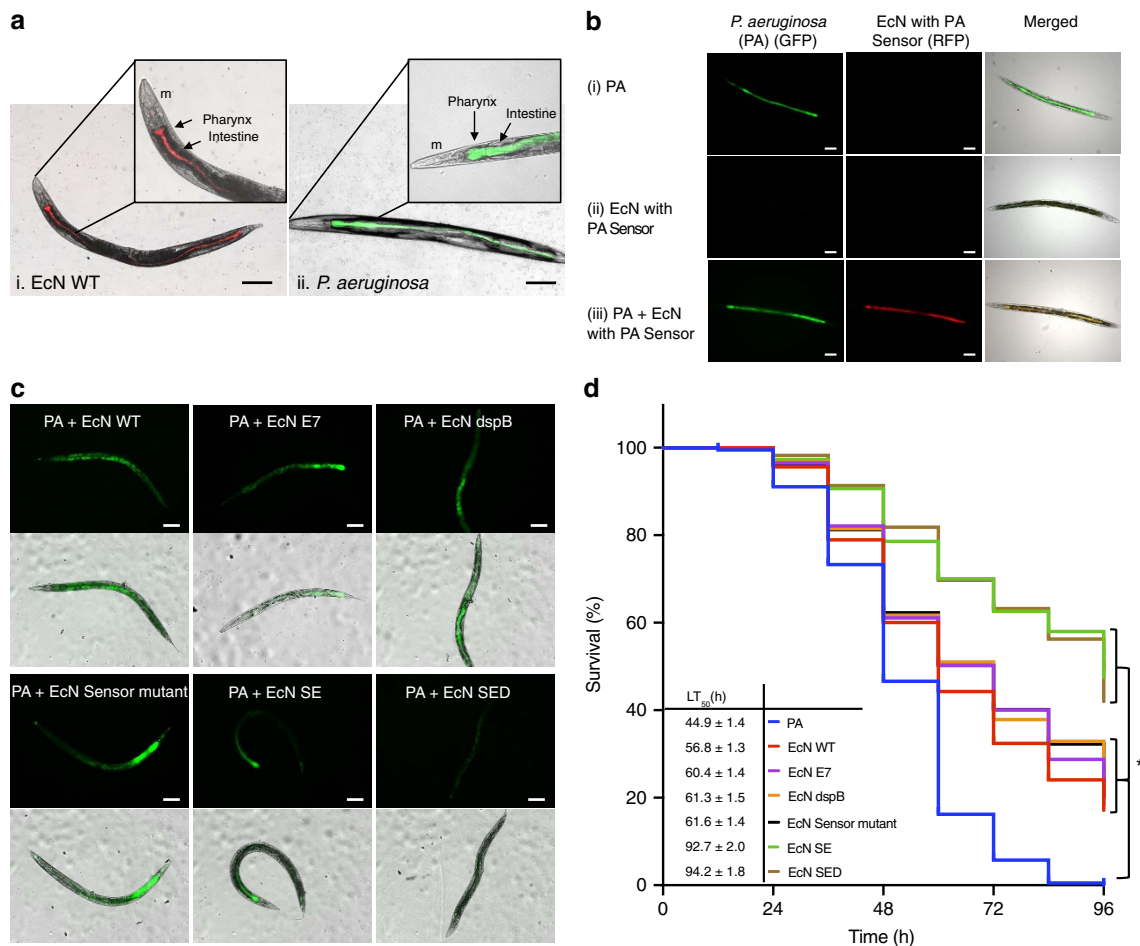 a
m
Pharynx
Intestine
i. EcN WT
Pharynx
Intestine
m
ii. P. aeruginosa
b
P. aeruginosa
(PA) (GFP)
EcN with PA
Sensor (RFP)
Merged
(i) PA
(ii) EcN with
PA Sensor
(iii) PA + EcN
with PA Sensor
c
PA + EcN WT
PA + EcN E7
PA + EcN dspB
PA + EcN Sensor mutant
PA + EcN SE
PA + EcN SED
d
100
80
60
40
20
0
Survival (%)
LT50(h)
44.9 ± 1.4 PA
56.8 ± 1.3 EcN WT
60.4 ± 1.4 EcN E7
61.3 ± 1.5 EcN dspB
61.6 ± 1.4 EcN Sensor mutant
92.7 ± 2.0 EcN SE
94.2 ± 1.8 EcN SED
*
0 24 48 72 96
Time (h)